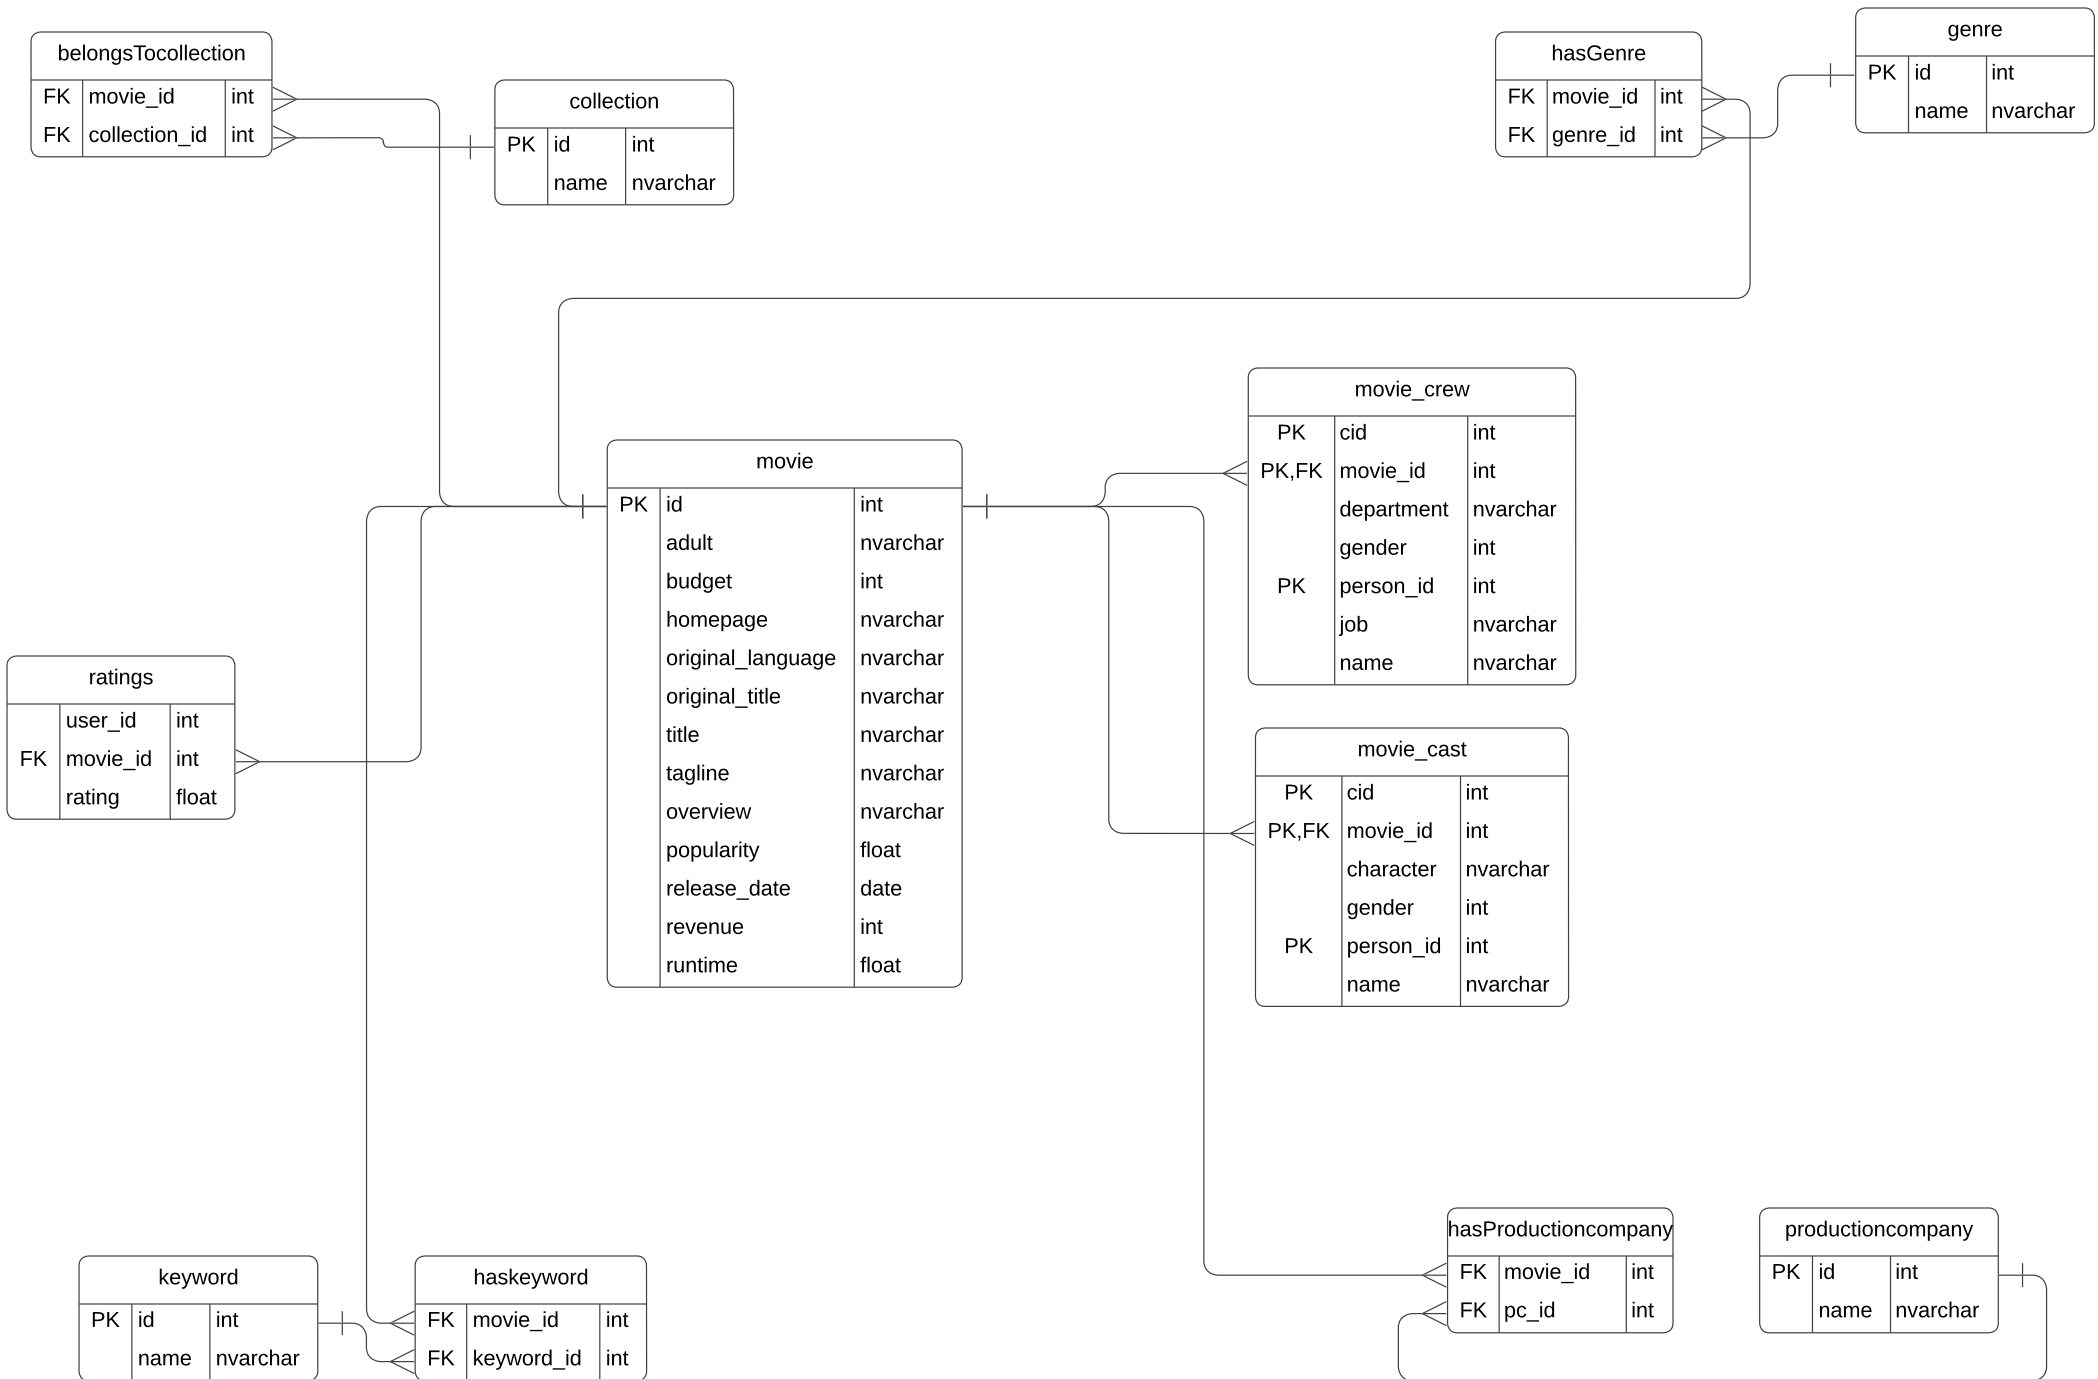 belongsTocollection
FK movie_id int
FK collection_id int
collection
PK id int
name nvarchar
hasGenre
FK movie_id int
FK genre_id int
genre
PK id int
name nvarchar
movie_crew
PK cid int
PK,FK movie_id int
department nvarchar
gender int
PK person_id int
job nvarchar
name nvarchar
movie
PK id int
adult nvarchar
budget int
homepage nvarchar
original_language nvarchar
original_title nvarchar
title nvarchar
tagline nvarchar
overview nvarchar
popularity float
release_date date
revenue int
runtime float
ratings
user_id int
FK movie_id int
rating float
movie_cast
PK cid int
PK,FK movie_id int
character nvarchar
gender int
PK person_id int
name nvarchar
keyword
PK id int
name nvarchar
haskeyword
FK movie_id int
FK keyword_id int
hasProductioncompany
FK movie_id int
FK pc_id int
productioncompany
PK id int
name nvarchar